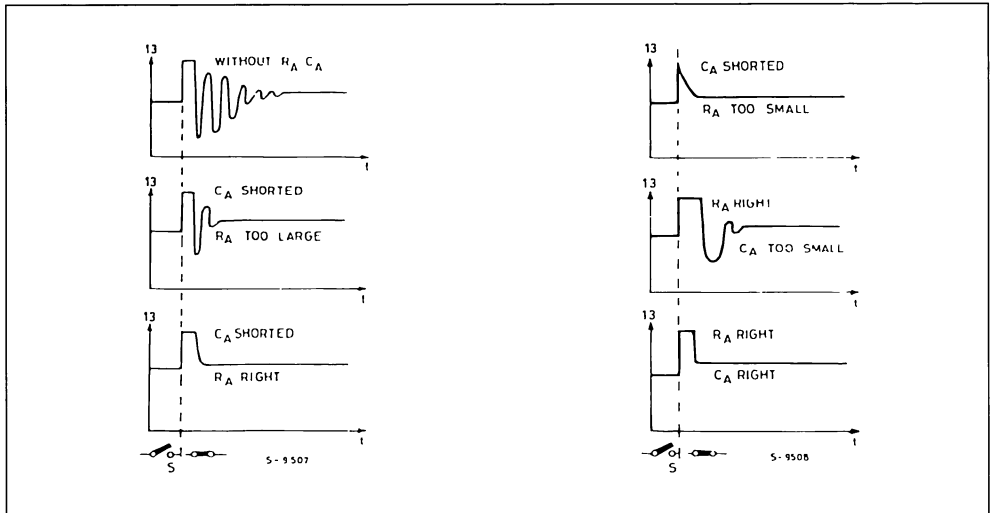 13
WITHOUT RA CA
t
13
CA SHORTED
RA TOO LARGE
t
13
CA SHORTED
RA RIGHT
t
S
S-9507
13
CA SHORTED
RA TOO SMALL
t
13
RA RIGHT
CA TOO SMALL
t
13
RA RIGHT
CA RIGHT
t
S
S-9508